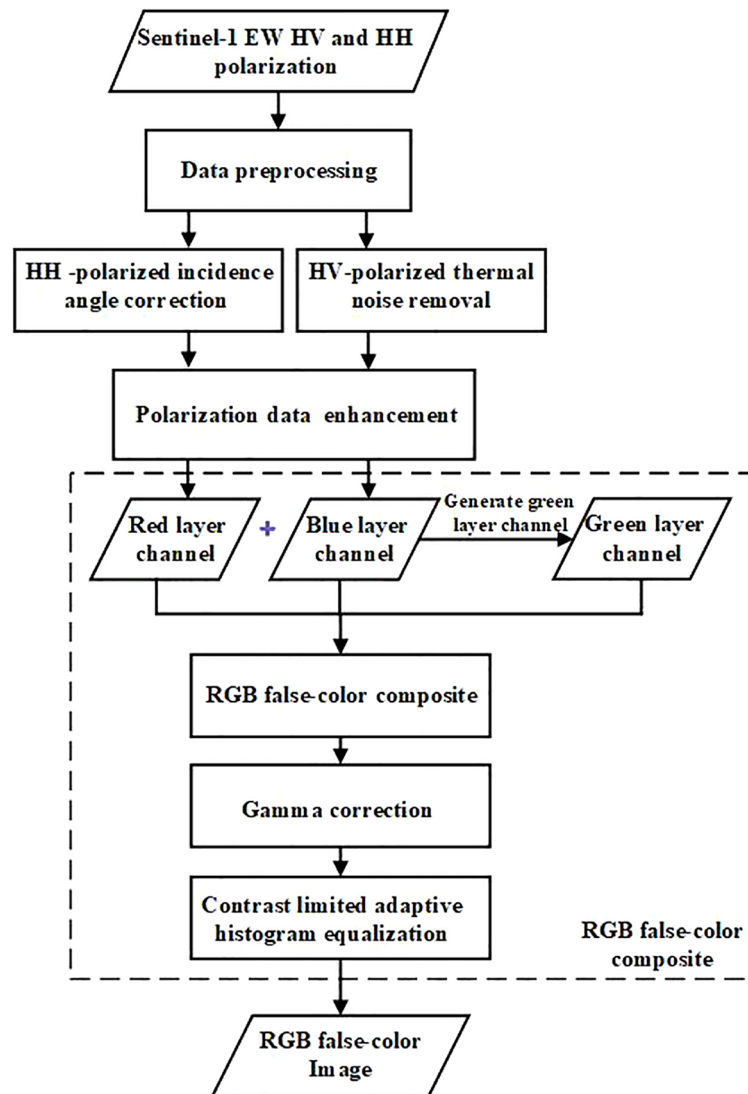 Sentinel-1 EW HV and HH
polarization
Data preprocessing
HH -polarized incidence
angle correction
HV-polarized thermal
noise removal
Polarization data enhancement
Red layer
channel
+
Blue layer
channel
Generate green
layer channel
Green layer
channel
RGB false-color composite
Gamma correction
Contrast limited adaptive
histogram equalization
RGB false-color
composite
RGB false-color
Image